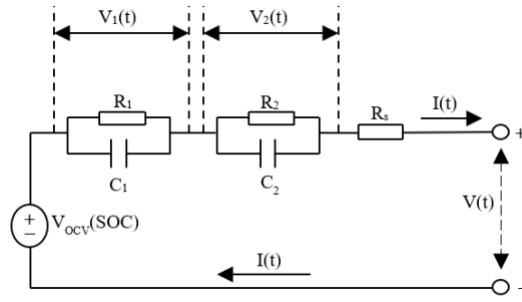 V₁(t) V₂(t)
R₁ R₂ Rₛ I(t)
+
C₁ C₂
V(t)
+
−
V_OCV(SOC)
I(t)
−